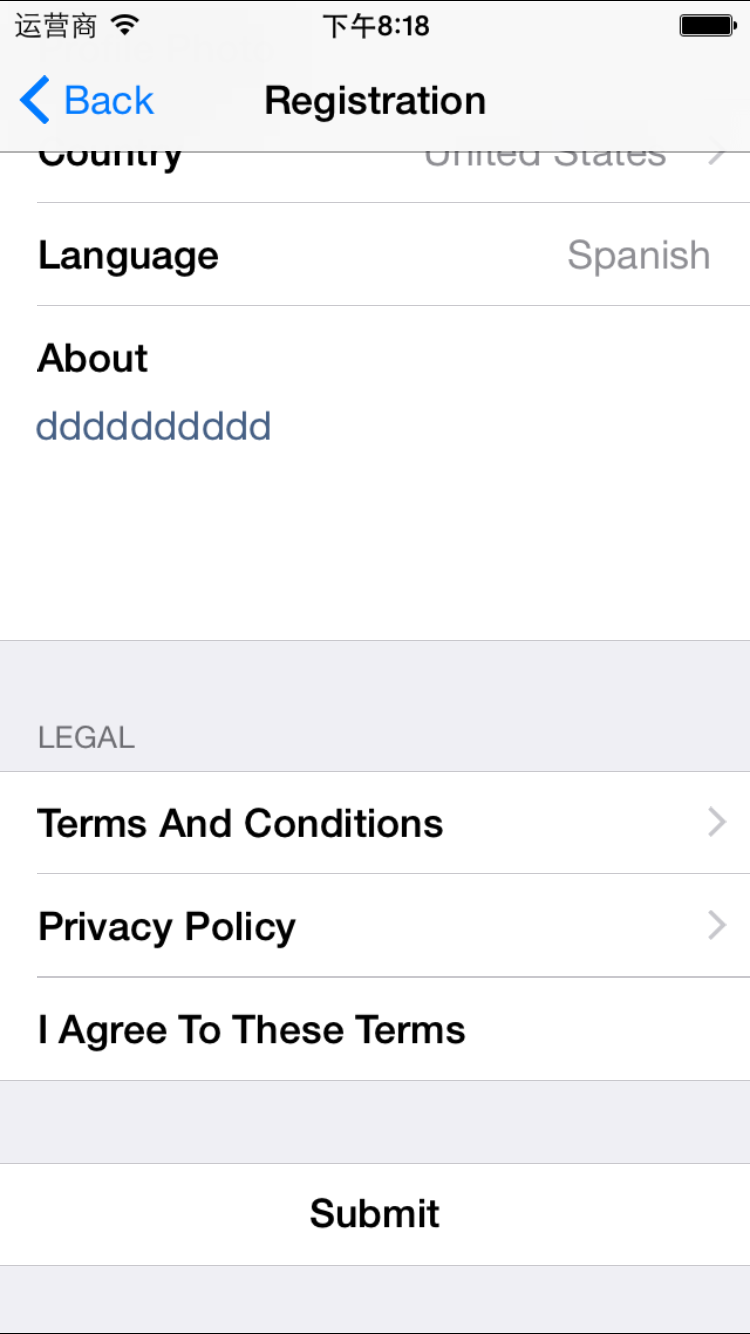 运营商 下午8:18
Back Registration
Country United States
Language Spanish
About
dddddddddd
LEGAL
Terms And Conditions
Privacy Policy
I Agree To These Terms
Submit